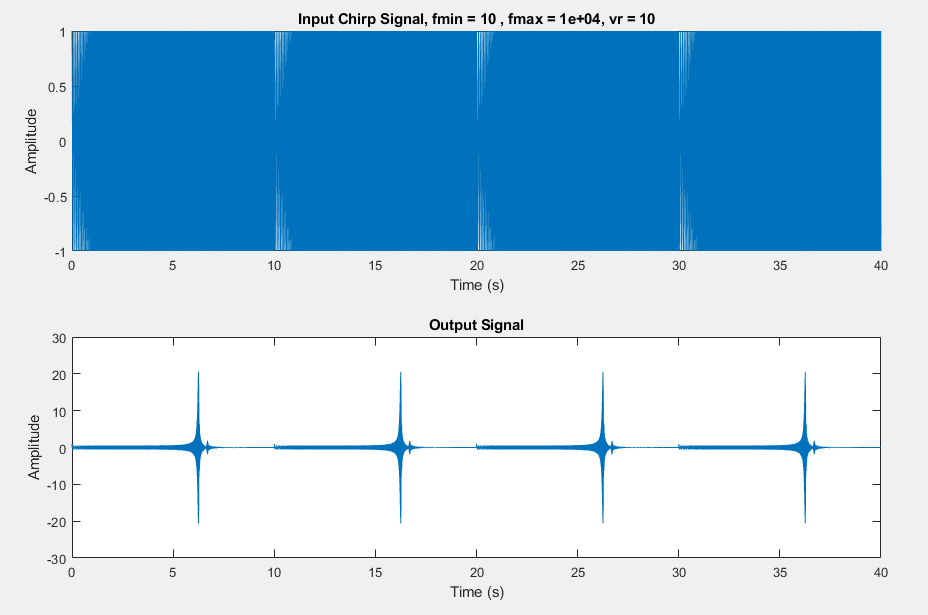 Input Chirp Signal, fmin = 10 , fmax = 1e+04, vr = 10
1
0.5
0
-0.5
-1
Amplitude
0 5 10 15 20 25 30 35 40
Time (s)
Output Signal
30
20
10
0
-10
-20
-30
Amplitude
0 5 10 15 20 25 30 35 40
Time (s)